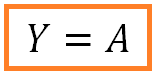 Y = A